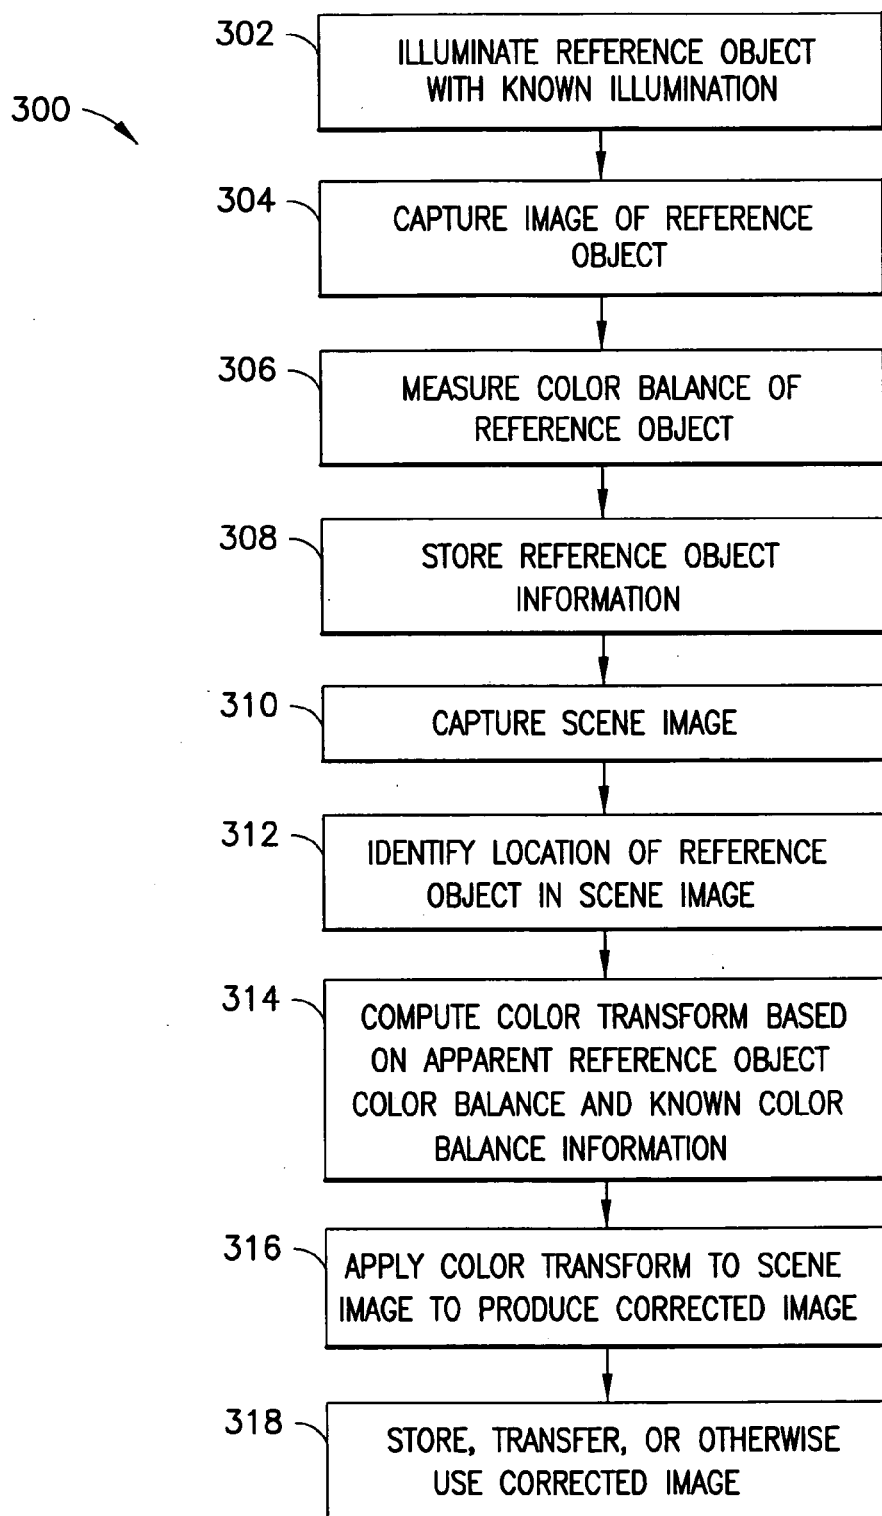 302
ILLUMINATE REFERENCE OBJECT
WITH KNOWN ILLUMINATION
300
304
CAPTURE IMAGE OF REFERENCE
OBJECT
306
MEASURE COLOR BALANCE OF
REFERENCE OBJECT
308
STORE REFERENCE OBJECT
INFORMATION
310
CAPTURE SCENE IMAGE
312
IDENTIFY LOCATION OF REFERENCE
OBJECT IN SCENE IMAGE
314
COMPUTE COLOR TRANSFORM BASED
ON APPARENT REFERENCE OBJECT
COLOR BALANCE AND KNOWN COLOR
BALANCE INFORMATION
316
APPLY COLOR TRANSFORM TO SCENE
IMAGE TO PRODUCE CORRECTED IMAGE
318
STORE, TRANSFER, OR OTHERWISE
USE CORRECTED IMAGE